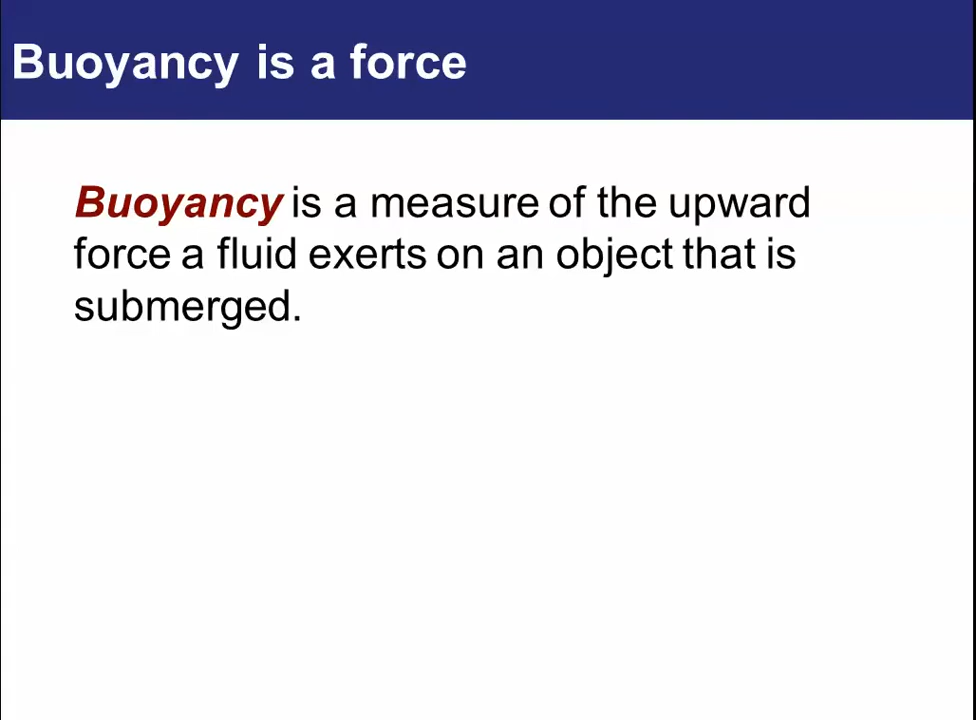 Buoyancy is a force
Buoyancy is a measure of the upward
force a fluid exerts on an object that is
submerged.